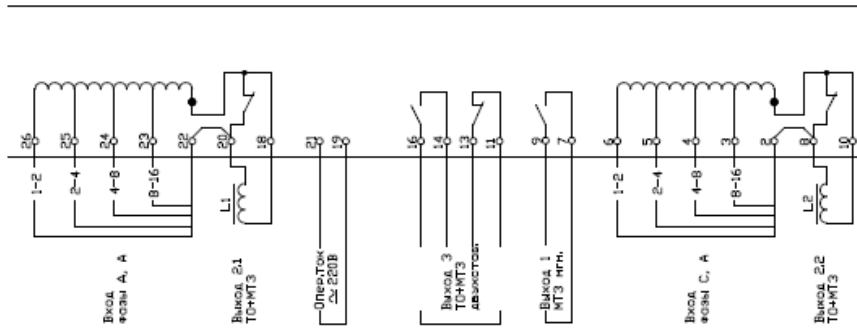 26
25
24
23
22
20
18
21
19
16
14
13
11
9
7
6
5
4
3
2
8
10
1-2
2-4
4-8
8-16
L1
1-2
2-4
4-8
8-16
L2
Вход
фазы А, А
Выход 2.1
ТО+МТЗ
Опер.ток
≃ 220В
Выход 3
ТО+МТЗ
двухстор.
Выход 1
МТЗ мгн.
Вход
фазы С, А
Выход 2.2
ТО+МТЗ